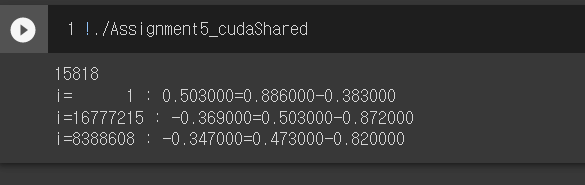 1 !./Assignment5_cudaShared
15818
i=      1 : 0.503000=0.886000-0.383000
i=16777215 : -0.369000=0.503000-0.872000
i=8388608 : -0.347000=0.473000-0.820000